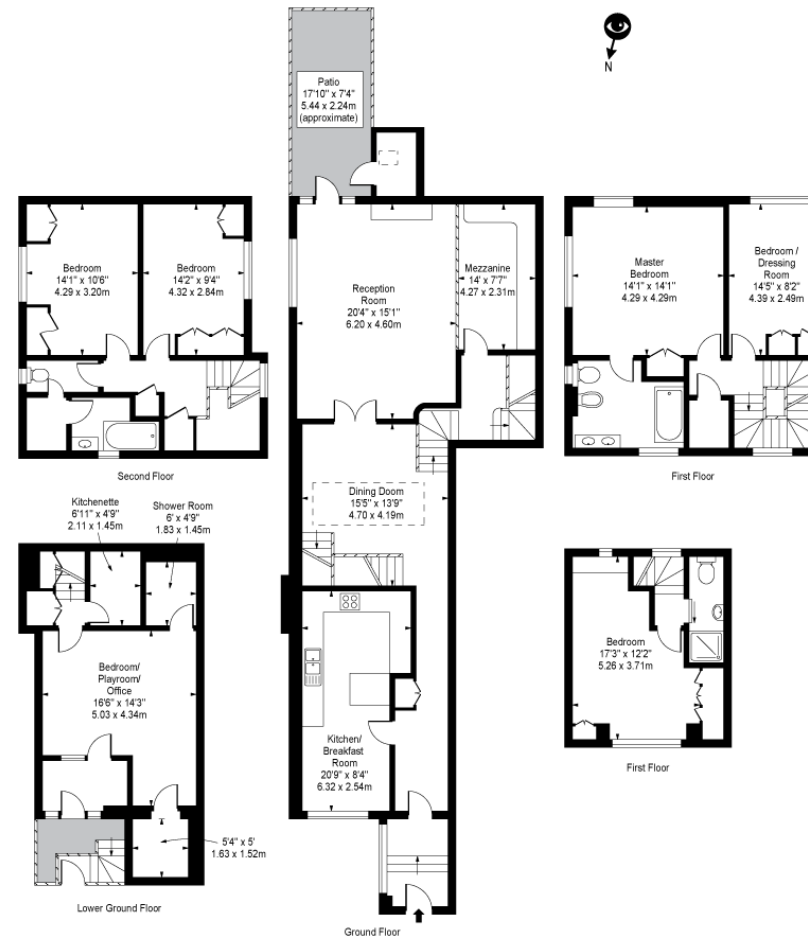 Patio
17'10" x 7'4"
5.44 x 2.24m
(approximate)
N
Bedroom
14'1" x 10'6"
4.29 x 3.20m
Bedroom
14'2" x 9'4"
4.32 x 2.84m
Second Floor
Reception
Room
20'4" x 15'1"
6.20 x 4.60m
Mezzanine
14' x 7'7"
4.27 x 2.31m
Master
Bedroom
14'1" x 14'1"
4.29 x 4.29m
Bedroom /
Dressing
Room
14'5" x 8'2"
4.39 x 2.49m
First Floor
Kitchenette
6'11" x 4'9"
2.11 x 1.45m
Shower Room
6' x 4'9"
1.83 x 1.45m
Dining Doom
15'5" x 13'9"
4.70 x 4.19m
Bedroom/
Playroom/
Office
16'6" x 14'3"
5.03 x 4.34m
5'4" x 5'
1.63 x 1.52m
Lower Ground Floor
Kitchen/
Breakfast
Room
20'9" x 8'4"
6.32 x 2.54m
Ground Floor
Bedroom
17'3" x 12'2"
5.26 x 3.71m
First Floor